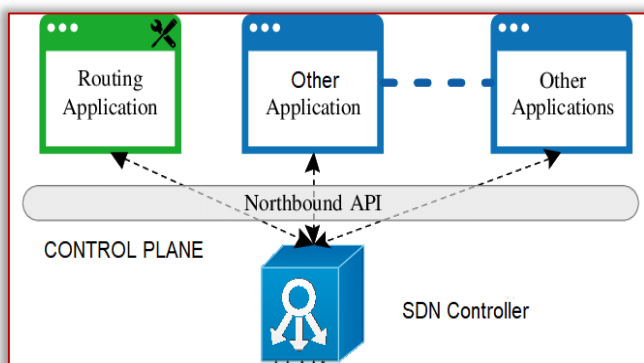 Routing
Application
Other
Application
Other
Applications
Northbound API
CONTROL PLANE
SDN Controller